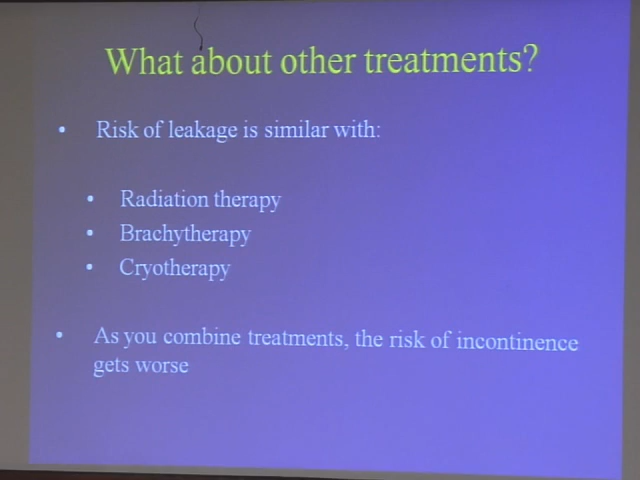 What about other treatments?
• Risk of leakage is similar with:
• Radiation therapy
• Brachytherapy
• Cryotherapy
• As you combine treatments, the risk of incontinence
gets worse